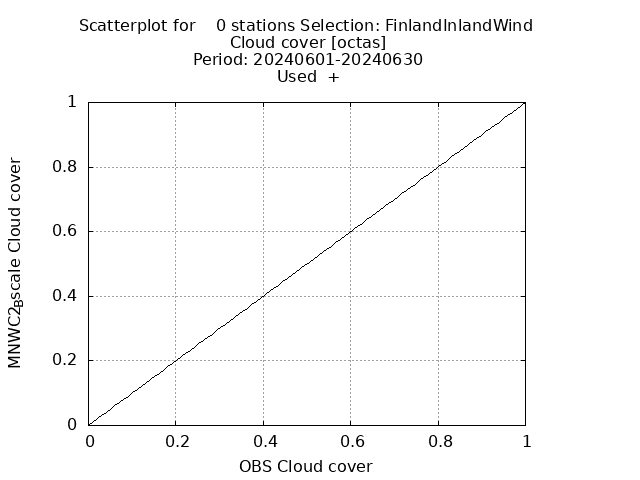 Scatterplot for    0 stations Selection: FinlandInlandWind
Cloud cover [octas]
Period: 20240601-20240630
Used +
1
0.8
0.6
0.4
0.2
0
MNWC2Bscale Cloud cover
0 0.2 0.4 0.6 0.8 1
OBS Cloud cover